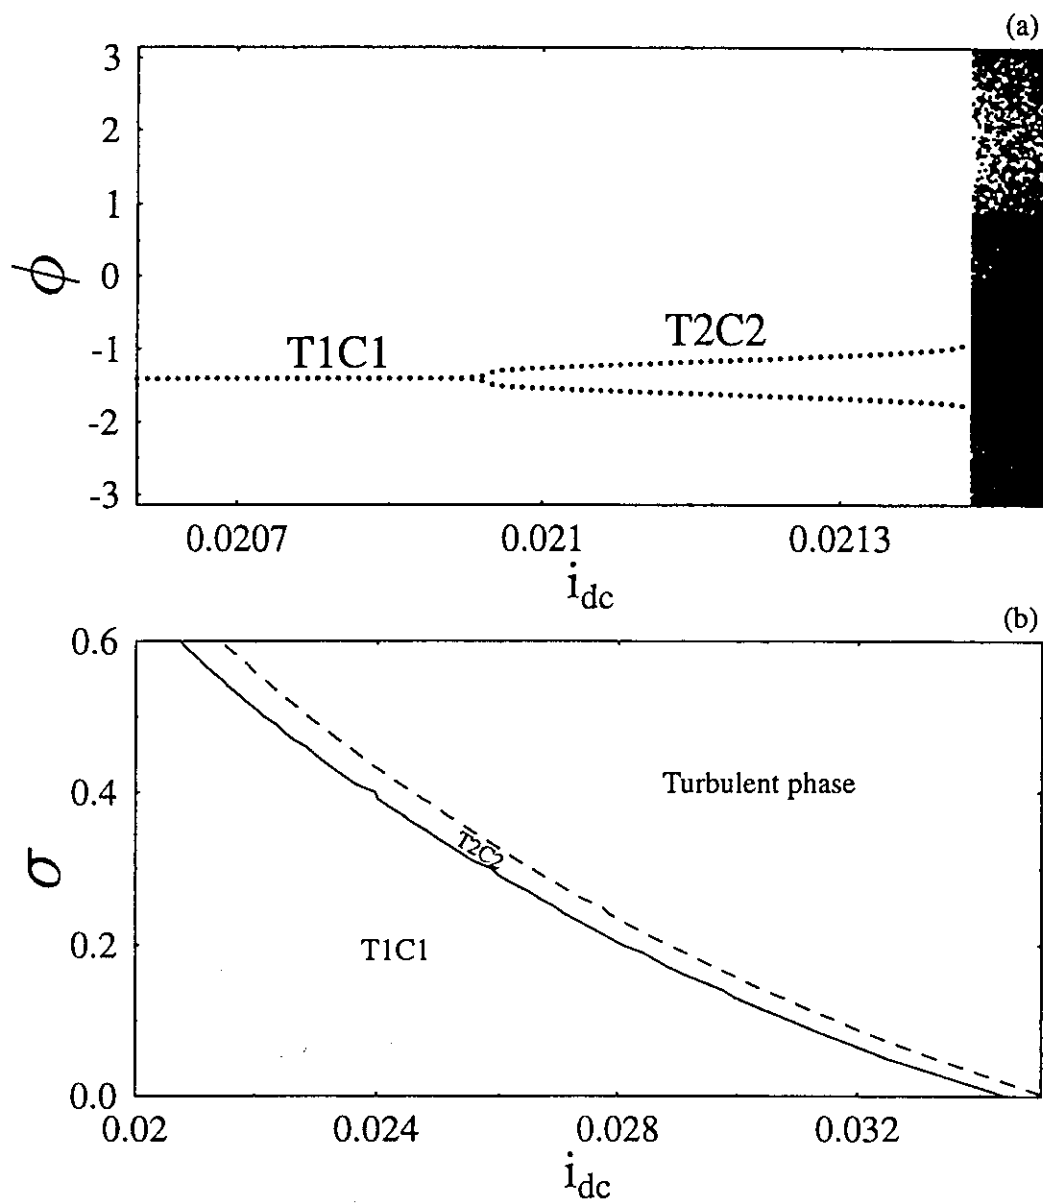 (a)
3
2
1
ϕ
0
T2C2
-1
T1C1
-2
-3
0.0207 0.021 0.0213
i_dc
(b)
0.6
Turbulent phase
0.4
T2C2
σ
0.2
T1C1
0.0
0.02 0.024 0.028 0.032
i_dc